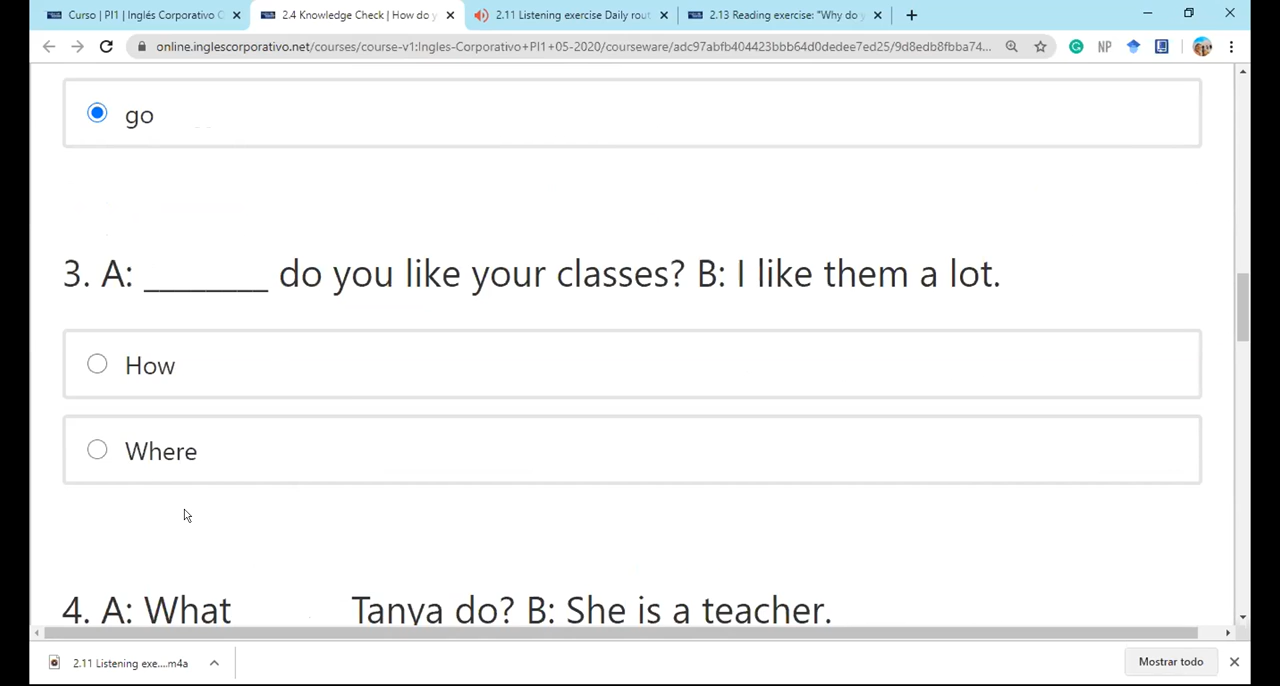 Curso | PI1 | Inglés Corporativo C
2.4 Knowledge Check | How do y
2.11 Listening exercise Daily rout
2.13 Reading exercise: "Why do y
online.inglescorporativo.net/courses/course-v1:Ingles-Corporativo+PI1+05-2020/courseware/adc97abfb404423bbb64d0dedee7ed25/9d8edb8fbba74...
NP
go
3. A: ________ do you like your classes? B: I like them a lot.
How
Where
4. A: What Tanya do? B: She is a teacher.
2.11 Listening exe....m4a
Mostrar todo